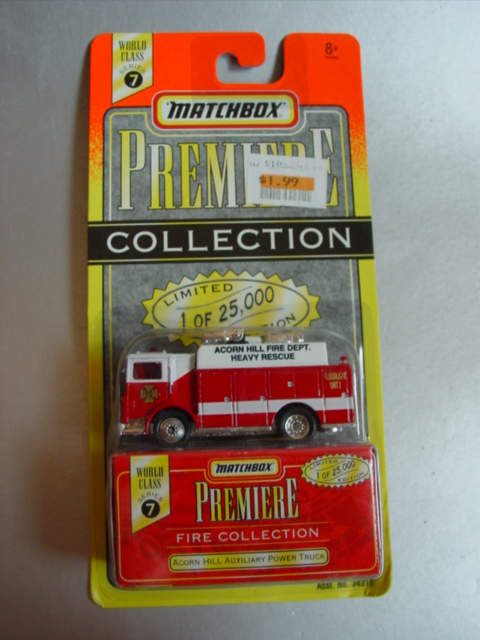 WORLD
CLASS
SERIES
7
8+
MATCHBOX
PREMIERE
$1.99
COLLECTION
LIMITED
1 OF 25,000
ACORN HILL FIRE DEPT.
HEAVY RESCUE
WORLD
CLASS
SERIES
7
MATCHBOX
LIMITED
1 OF 25,000
EDITION
PREMIERE
FIRE COLLECTION
ACORN HILL AUXILIARY POWER TRUCK
ASST. No.